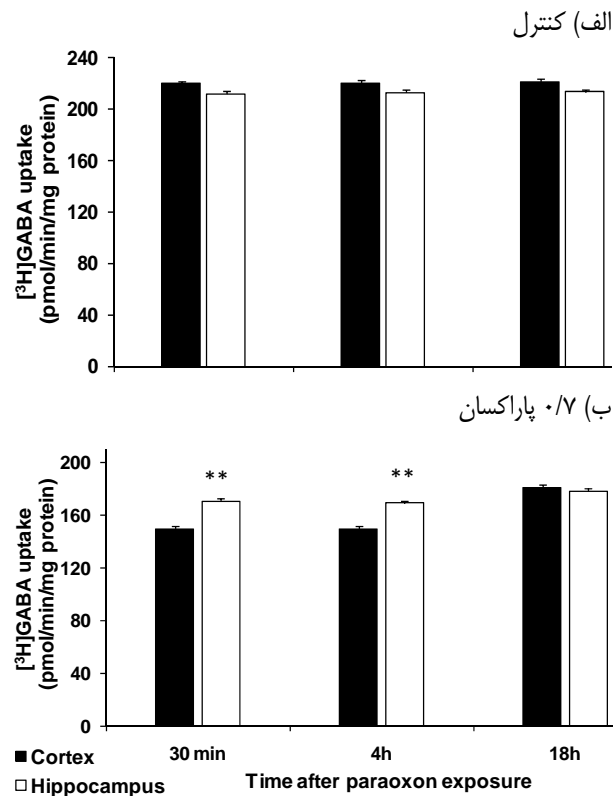 الف) کنترل
240
200
160
120
80
40
0
[³H]GABA uptake
(pmol/min/mg protein)
ب) ۰/۷ پاراکسان
200
160
120
80
40
0
[³H]GABA uptake
(pmol/min/mg protein)
** **
30 min 4h 18h
■ Cortex
□ Hippocampus
Time after paraoxon exposure